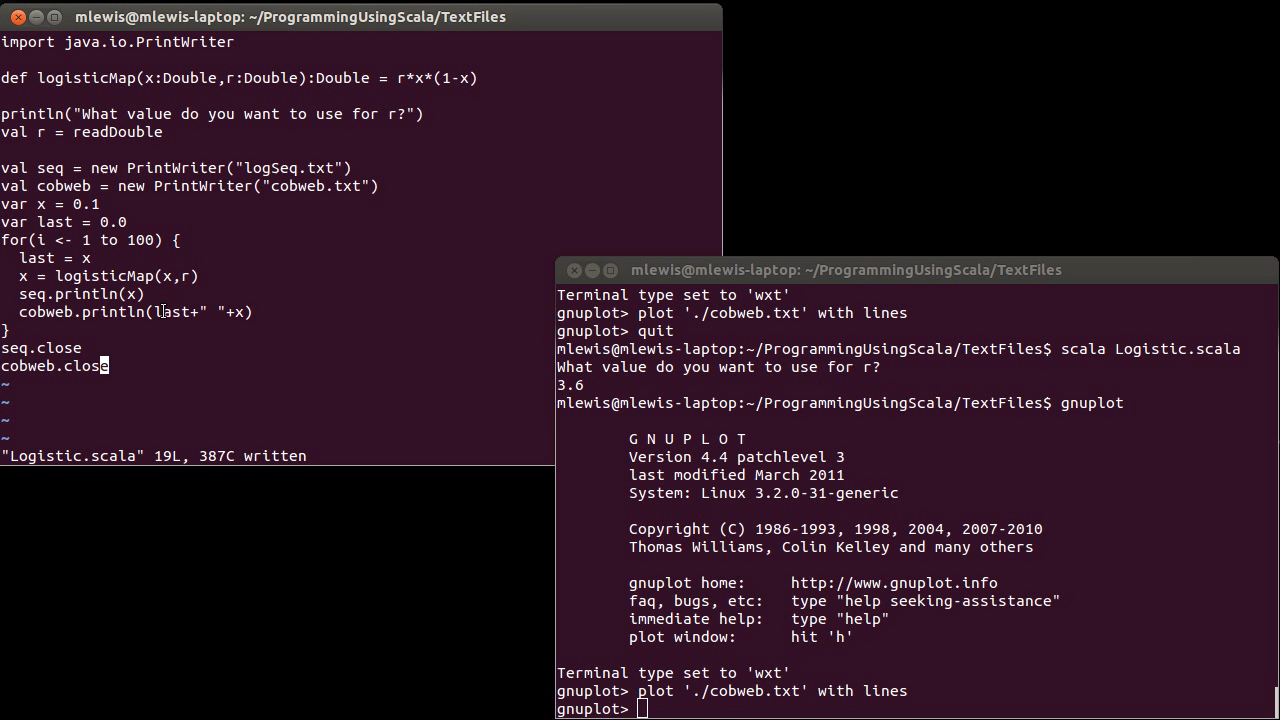 mlewis@mlewis-laptop: ~/ProgrammingUsingScala/TextFiles
import java.io.PrintWriter
def logisticMap(x:Double,r:Double):Double = r*x*(1-x)
println("What value do you want to use for r?")
val r = readDouble
val seq = new PrintWriter("logSeq.txt")
val cobweb = new PrintWriter("cobweb.txt")
var x = 0.1
var last = 0.0
for(i <- 1 to 100) {
  last = x
  x = logisticMap(x,r)
  seq.println(x)
  cobweb.println(last+" "+x)
}
seq.close
cobweb.close
~
~
~
~
"Logistic.scala" 19L, 387C written
mlewis@mlewis-laptop: ~/ProgrammingUsingScala/TextFiles
Terminal type set to 'wxt'
gnuplot> plot './cobweb.txt' with lines
gnuplot> quit
mlewis@mlewis-laptop:~/ProgrammingUsingScala/TextFiles$ scala Logistic.scala
What value do you want to use for r?
3.6
mlewis@mlewis-laptop:~/ProgrammingUsingScala/TextFiles$ gnuplot
G N U P L O T
Version 4.4 patchlevel 3
last modified March 2011
System: Linux 3.2.0-31-generic
Copyright (C) 1986-1993, 1998, 2004, 2007-2010
Thomas Williams, Colin Kelley and many others
gnuplot home:     http://www.gnuplot.info
faq, bugs, etc:   type "help seeking-assistance"
immediate help:   type "help"
plot window:      hit 'h'
Terminal type set to 'wxt'
gnuplot> plot './cobweb.txt' with lines
gnuplot>